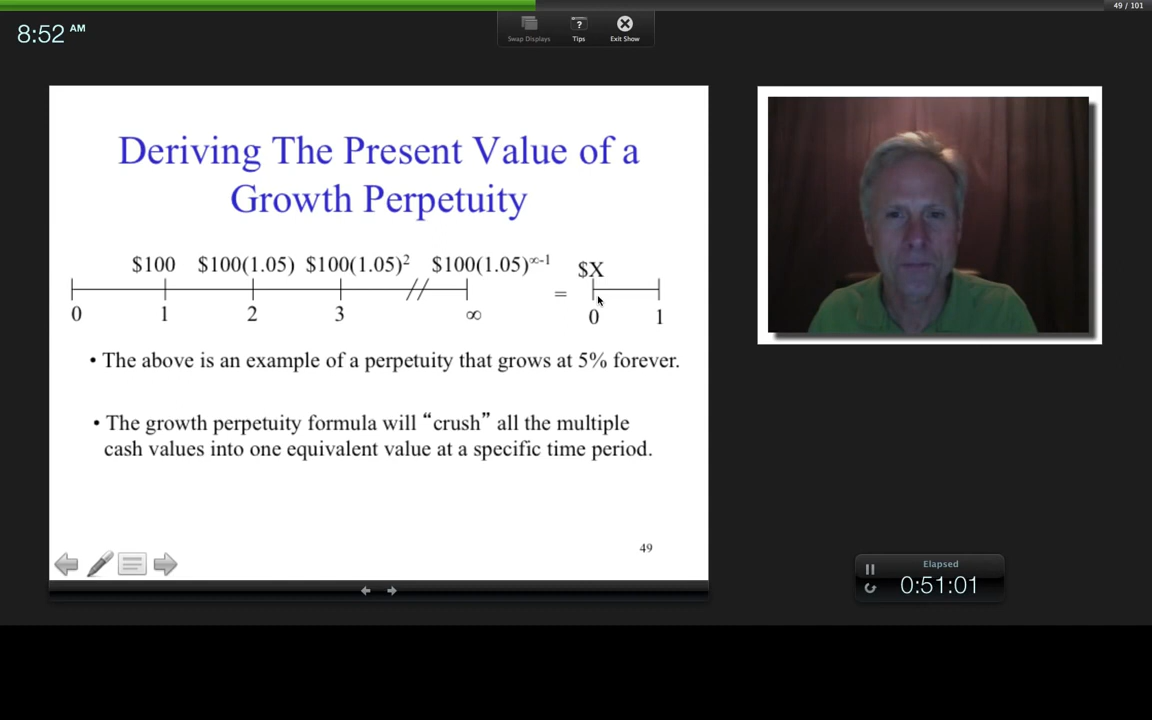 49 / 101
8:52 AM
Swap Displays
Tips
Exit Show
Deriving The Present Value of a
Growth Perpetuity
$100 $100(1.05) $100(1.05)² $100(1.05)^∞-1 $X
=
0 1 2 3 ∞ 0 1
• The above is an example of a perpetuity that grows at 5% forever.
• The growth perpetuity formula will “crush” all the multiple
cash values into one equivalent value at a specific time period.
49
Elapsed
0:51:01